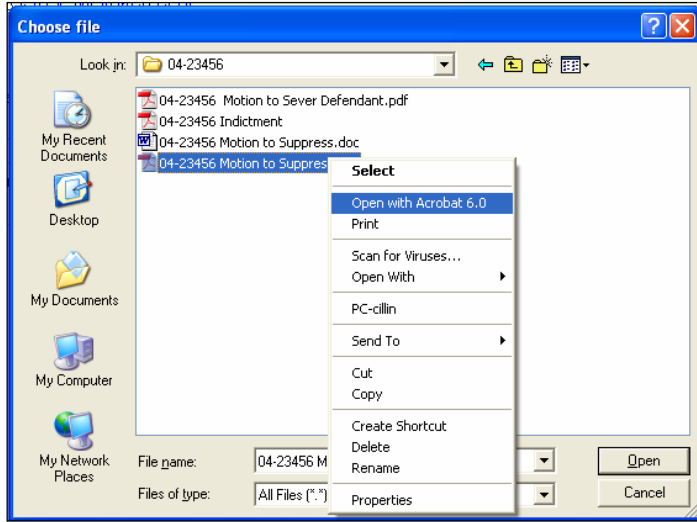 Choose file
Look in: 04-23456
My Recent
Documents
Desktop
My Documents
My Computer
My Network
Places
04-23456 Motion to Sever Defendant.pdf
04-23456 Indictment
04-23456 Motion to Suppress.doc
04-23456 Motion to Suppres
Select
Open with Acrobat 6.0
Print
Scan for Viruses...
Open With
PC-cillin
Send To
Cut
Copy
Create Shortcut
Delete
Rename
Properties
File name: 04-23456 M
Open
Files of type: All Files (*.*)
Cancel